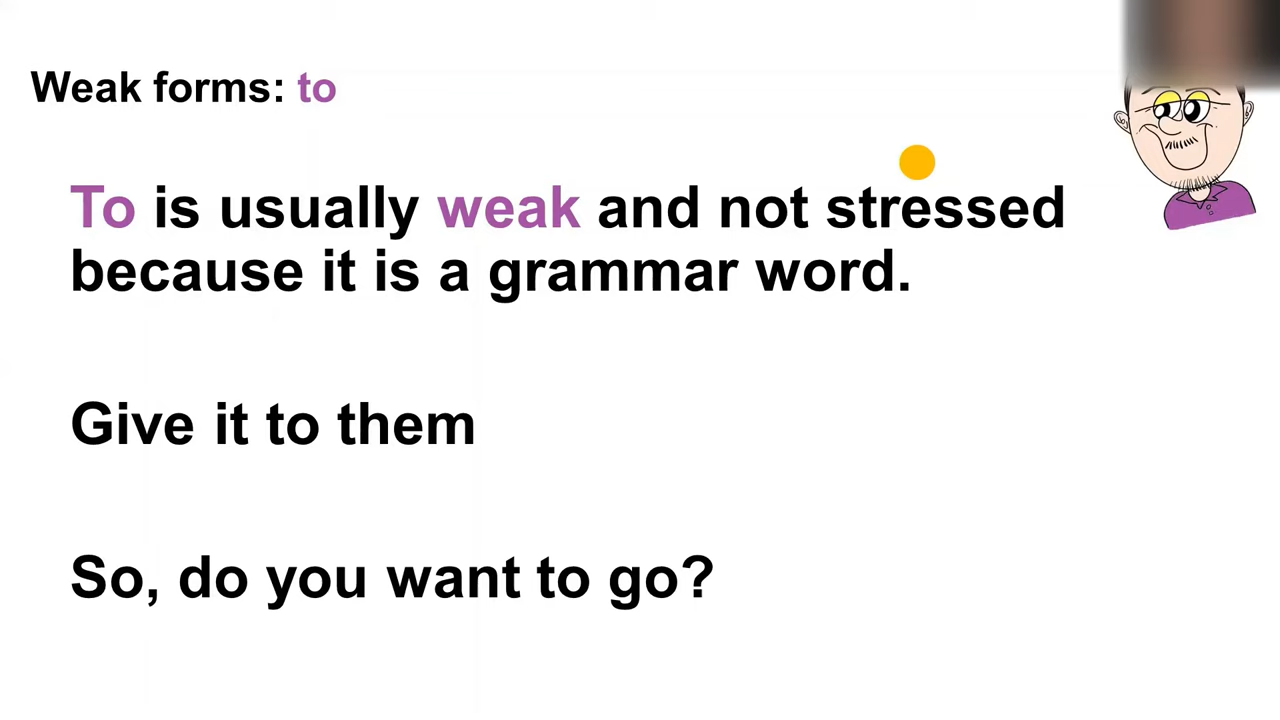 Weak forms: to
To is usually weak and not stressed
because it is a grammar word.
Give it to them
So, do you want to go?